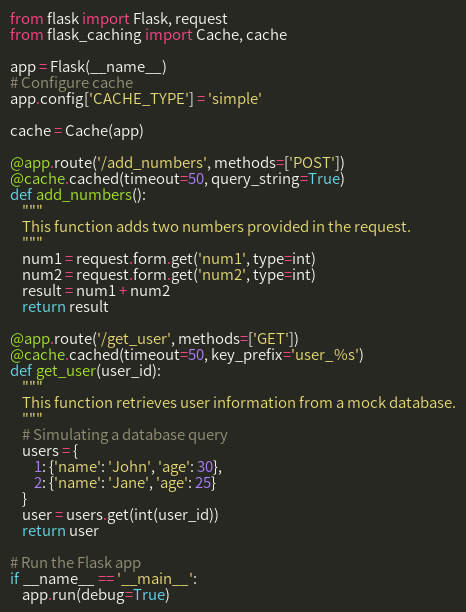 from flask import Flask, request
from flask_caching import Cache, cache

app = Flask(__name__)
# Configure cache
app.config['CACHE_TYPE'] = 'simple'

cache = Cache(app)

@app.route('/add_numbers', methods=['POST'])
@cache.cached(timeout=50, query_string=True)
def add_numbers():
    """
    This function adds two numbers provided in the request.
    """
    num1 = request.form.get('num1', type=int)
    num2 = request.form.get('num2', type=int)
    result = num1 + num2
    return result

@app.route('/get_user', methods=['GET'])
@cache.cached(timeout=50, key_prefix='user_%s')
def get_user(user_id):
    """
    This function retrieves user information from a mock database.
    """
    # Simulating a database query
    users = {
        1: {'name': 'John', 'age': 30},
        2: {'name': 'Jane', 'age': 25}
    }
    user = users.get(int(user_id))
    return user

# Run the Flask app
if __name__ == '__main__':
    app.run(debug=True)